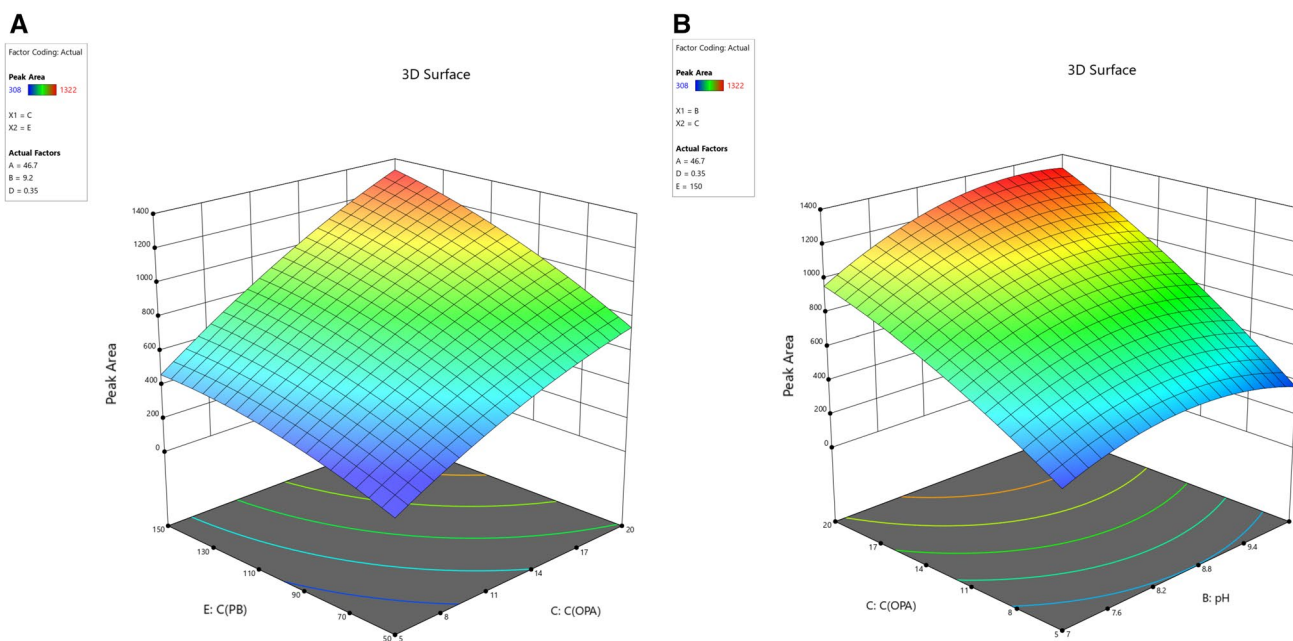 A
Factor Coding: Actual
Peak Area
308 1322
X1 = C
X2 = E
Actual Factors
A = 46.7
B = 9.2
D = 0.35
3D Surface
1400
1200
1000
800
600
400
200
0
Peak Area
150
130
110
90
70
50
E: C(PB)
5
8
11
14
17
20
C: C(OPA)
B
Factor Coding: Actual
Peak Area
308 1322
X1 = B
X2 = C
Actual Factors
A = 46.7
D = 0.35
E = 150
3D Surface
1400
1200
1000
800
600
400
200
0
Peak Area
20
17
14
11
8
5
C: C(OPA)
7
7.6
8.2
8.8
9.4
B: pH